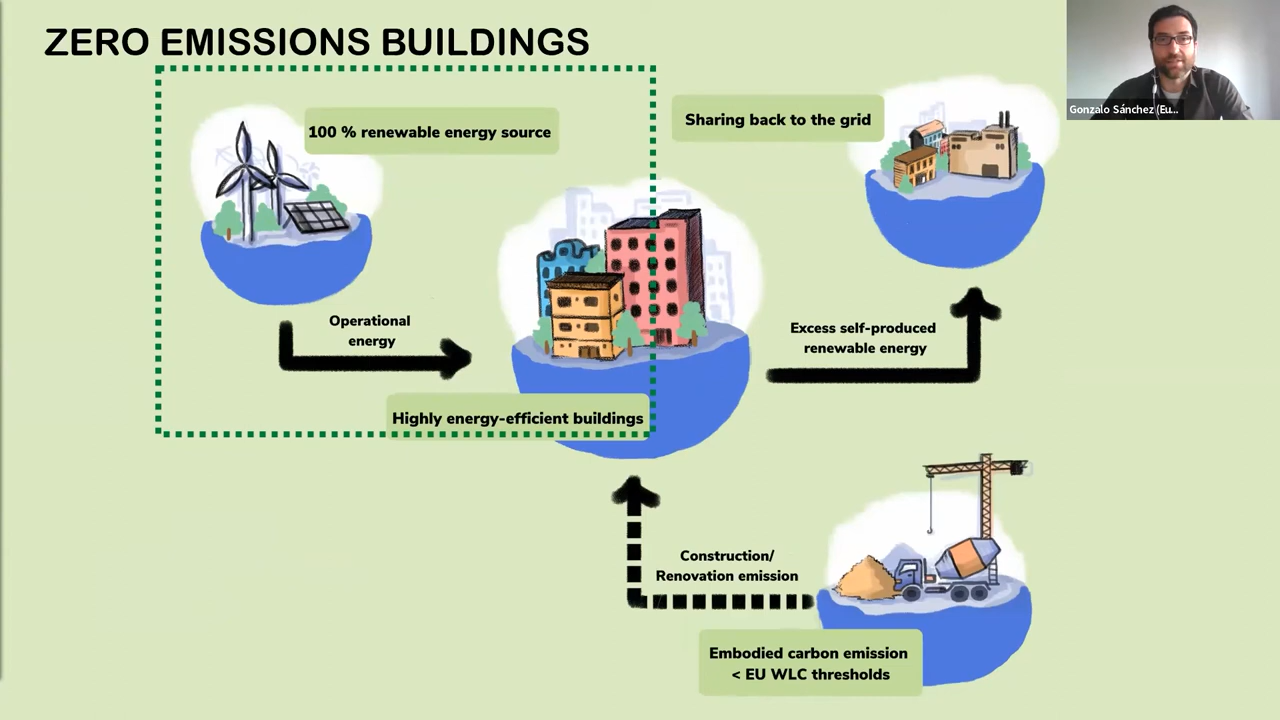 ZERO EMISSIONS BUILDINGS
Gonzalo Sánchez (Eu...
100 % renewable energy source
Sharing back to the grid
Operational
energy
Excess self-produced
renewable energy
Highly energy-efficient buildings
Construction/
Renovation emission
Embodied carbon emission
< EU WLC thresholds